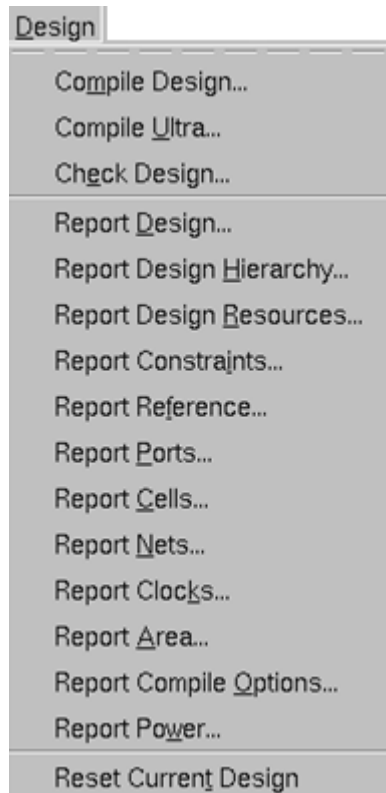 Design
Compile Design...
Compile Ultra...
Check Design...
Report Design...
Report Design Hierarchy...
Report Design Resources...
Report Constraints...
Report Reference...
Report Ports...
Report Cells...
Report Nets...
Report Clocks...
Report Area...
Report Compile Options...
Report Power...
Reset Current Design